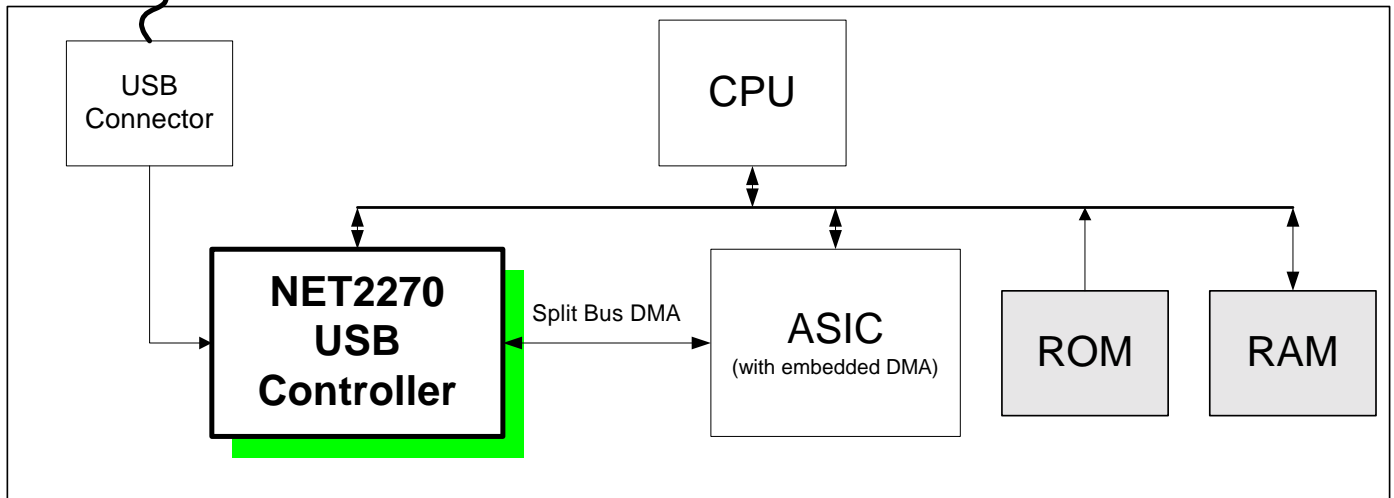 USB
Connector
CPU
NET2270
USB
Controller
Split Bus DMA
ASIC
(with embedded DMA)
ROM
RAM